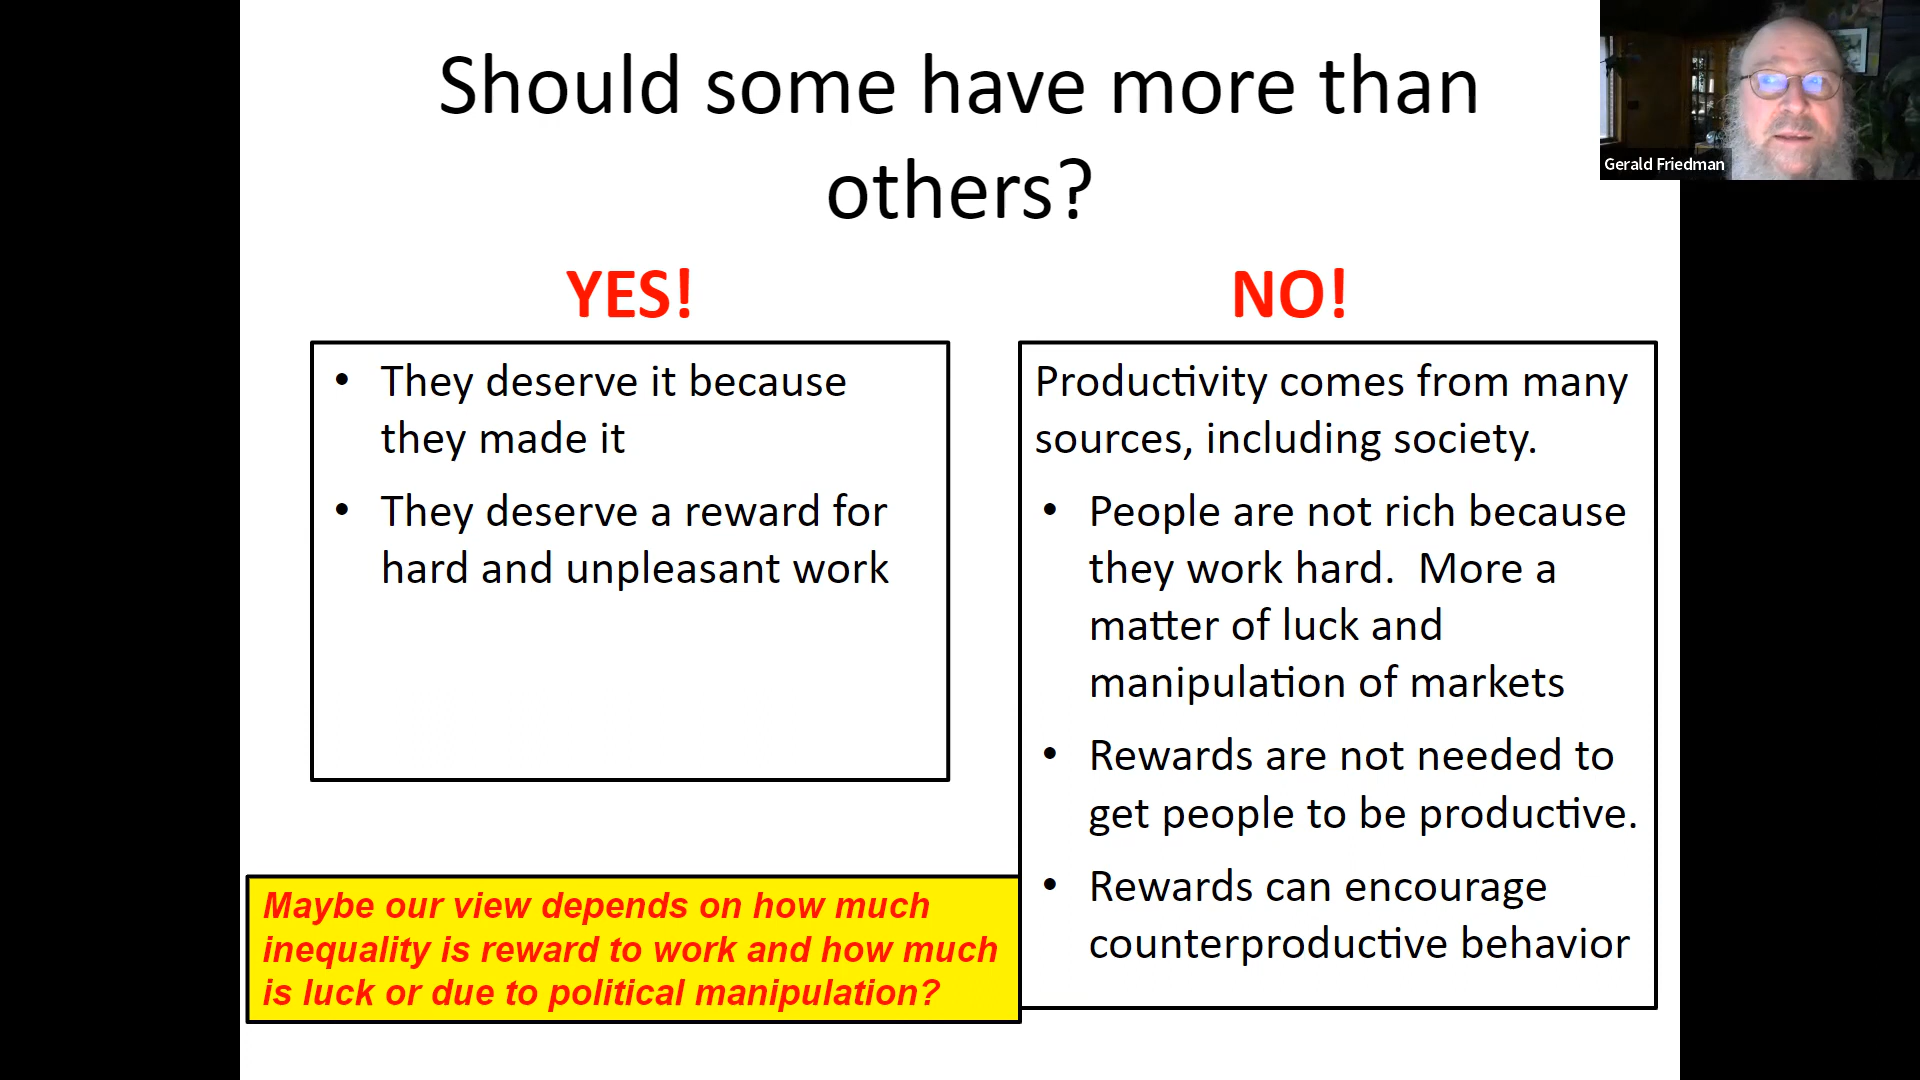 Should some have more than
others?
YES!
• They deserve it because
they made it
• They deserve a reward for
hard and unpleasant work
NO!
Productivity comes from many
sources, including society.
• People are not rich because
they work hard.  More a
matter of luck and
manipulation of markets
• Rewards are not needed to
get people to be productive.
• Rewards can encourage
counterproductive behavior
Maybe our view depends on how much
inequality is reward to work and how much
is luck or due to political manipulation?
Gerald Friedman